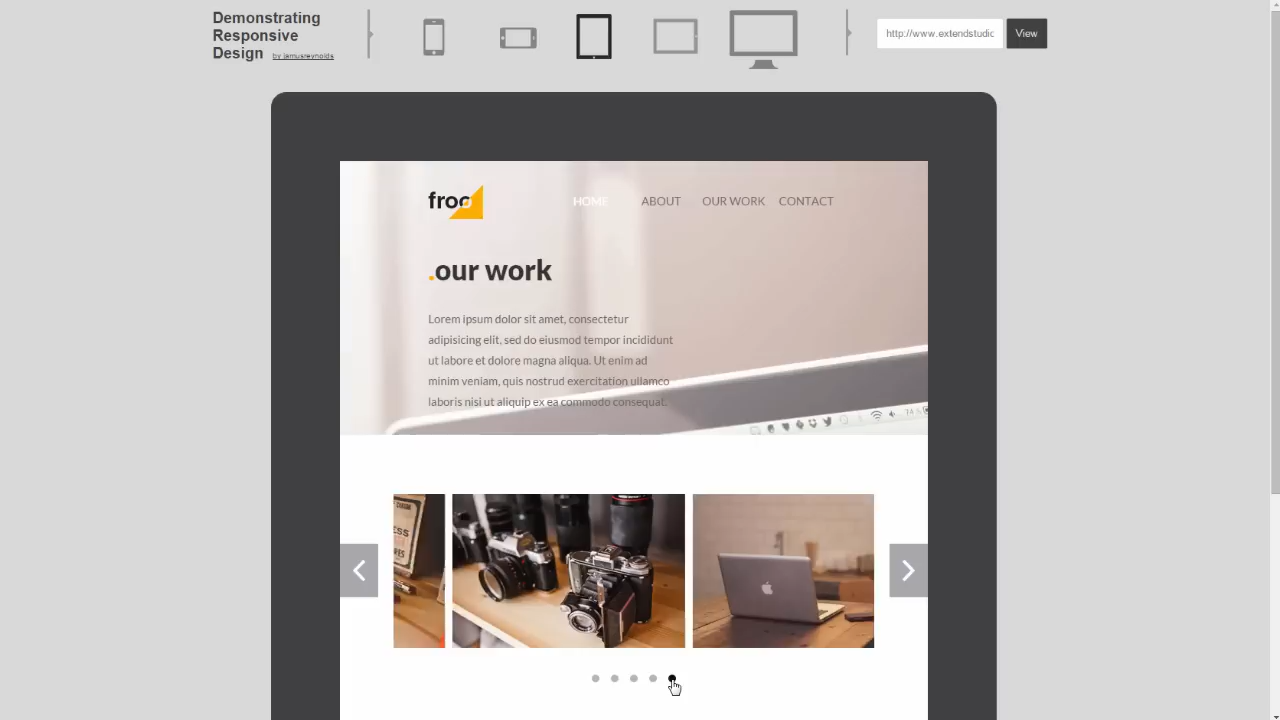 Demonstrating
Responsive
Design by jamusreynolds
http://www.extendstudic
View
froo
HOME ABOUT OUR WORK CONTACT
.our work
Lorem ipsum dolor sit amet, consectetur
adipisicing elit, sed do eiusmod tempor incididunt
ut labore et dolore magna aliqua. Ut enim ad
minim veniam, quis nostrud exercitation ullamco
laboris nisi ut aliquip ex ea commodo consequat.
74 %